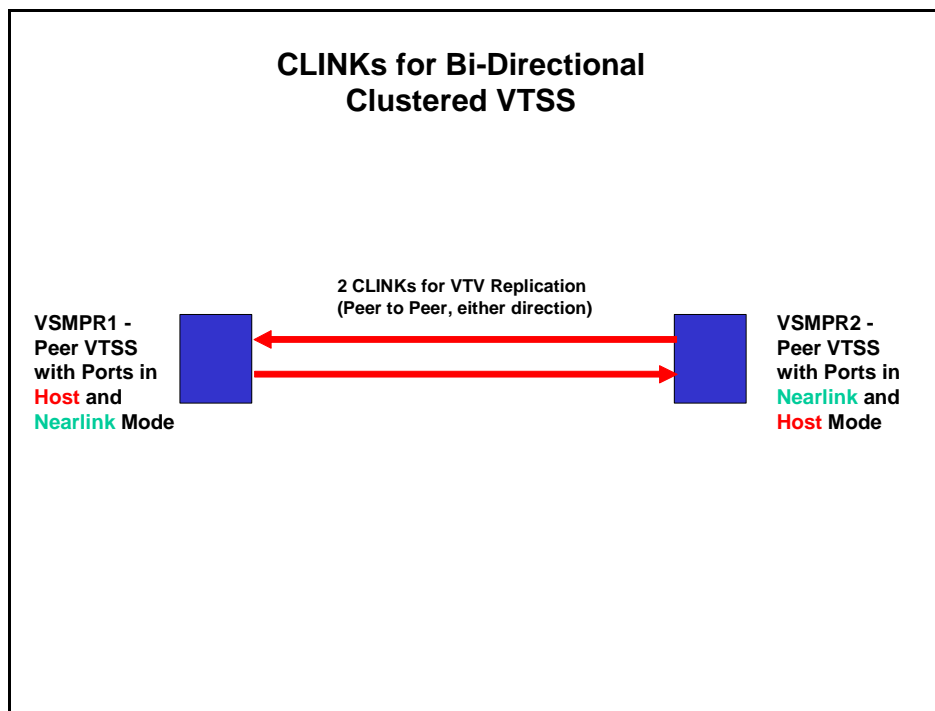 CLINKs for Bi-Directional
Clustered VTSS
2 CLINKs for VTV Replication
(Peer to Peer, either direction)
VSMPR1 -
Peer VTSS
with Ports in
Host and
Nearlink Mode
VSMPR2 -
Peer VTSS
with Ports in
Nearlink and
Host Mode